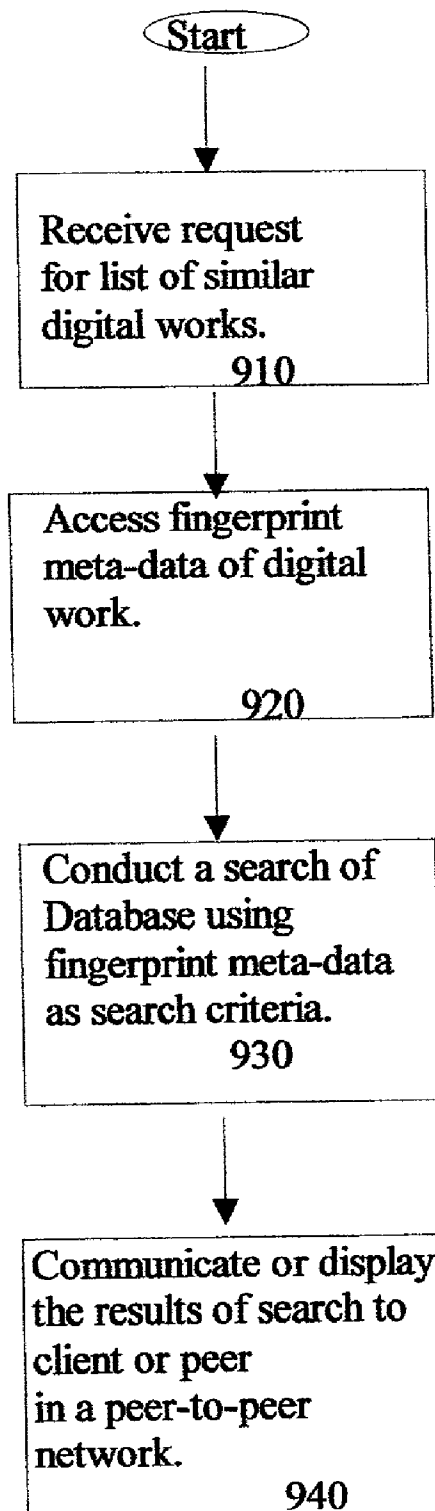 Start
Receive request
for list of similar
digital works.
910
Access fingerprint
meta-data of digital
work.
920
Conduct a search of
Database using
fingerprint meta-data
as search criteria.
930
Communicate or display
the results of search to
client or peer
in a peer-to-peer
network.
940